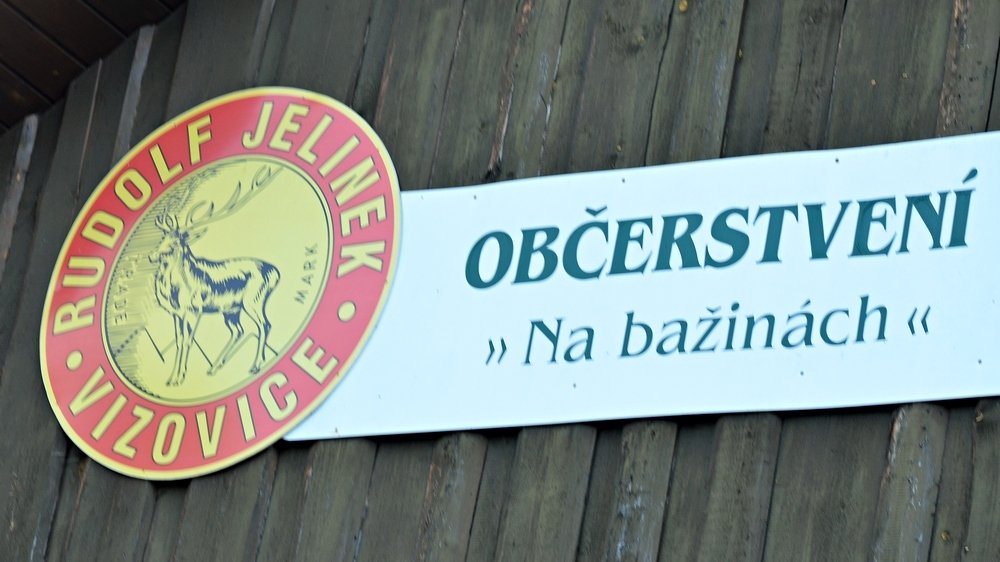 RUDOLF JELINEK
• VIZOVICE •
TRADE MARK
OBČERSTVENÍ
» Na bažinách «